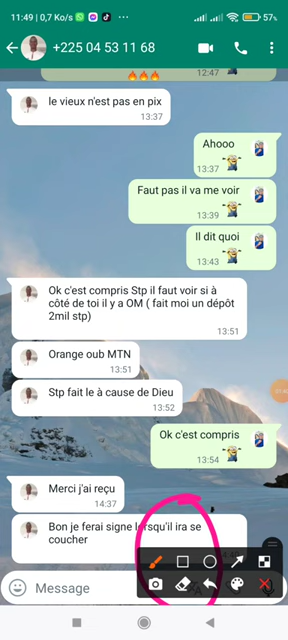 11:49 | 0,7 Ko/s
57%
+225 04 53 11 68
🔥🔥🔥
12:47
le vieux n'est pas en pix
13:37
Ahooo
13:37
Faut pas il va me voir
13:39
Il dit quoi
13:43
Ok c'est compris Stp il faut voir si à
côté de toi il y a OM ( fait moi un dépôt
2mil stp)
13:51
Orange oub MTN
13:51
Stp fait le à cause de Dieu
13:52
Ok c'est compris
13:54
Merci j'ai reçu
14:37
Bon je ferai signe lorsqu'il ira se
coucher
Message